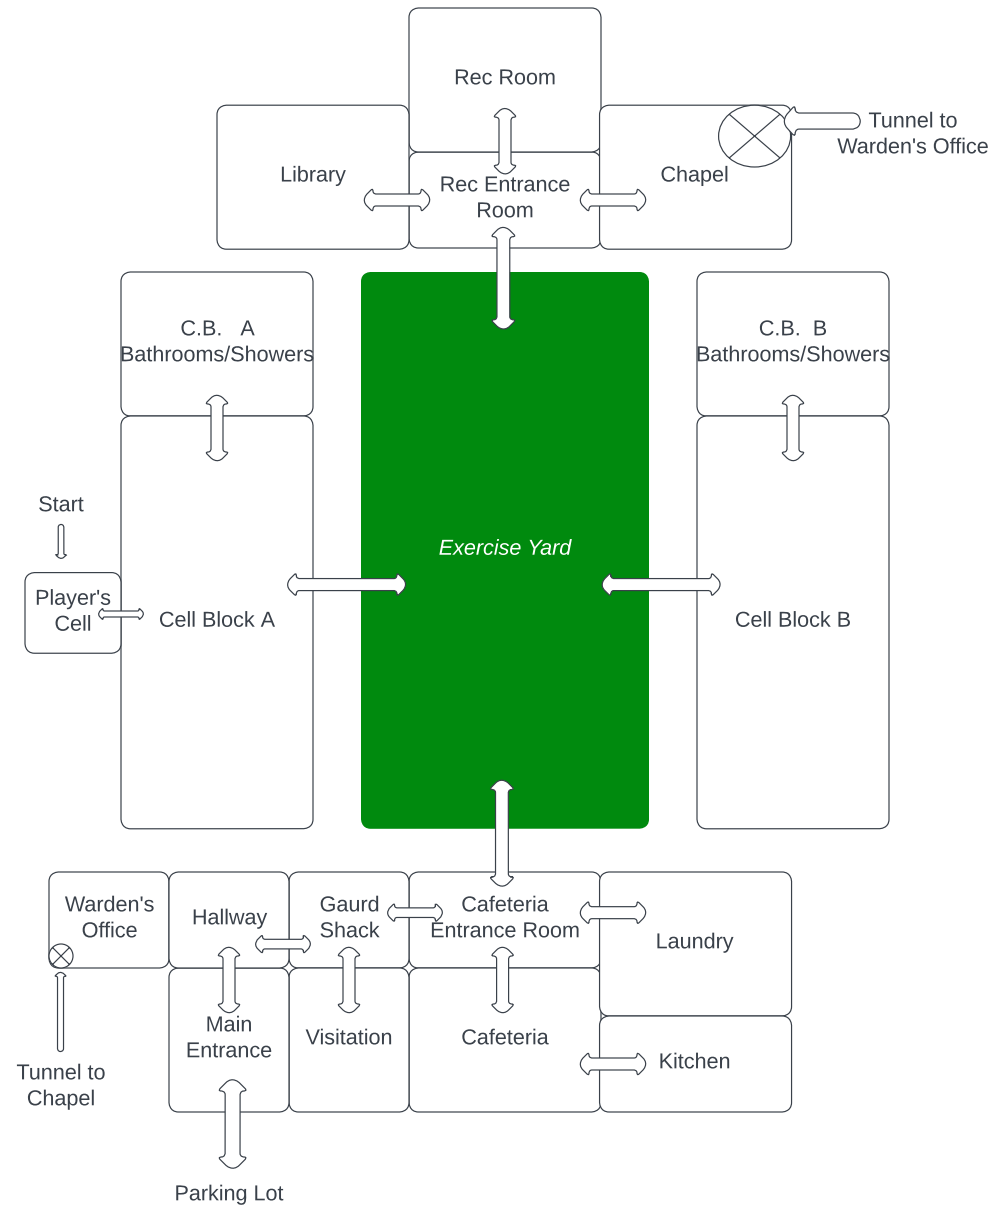 Rec Room
Tunnel to
Warden's Office
Library
Rec Entrance
Room
Chapel
C.B. A
Bathrooms/Showers
C.B. B
Bathrooms/Showers
Start
Exercise Yard
Player's
Cell
Cell Block A
Cell Block B
Warden's
Office
Hallway
Gaurd
Shack
Cafeteria
Entrance Room
Laundry
Main
Entrance
Visitation
Cafeteria
Kitchen
Tunnel to
Chapel
Parking Lot